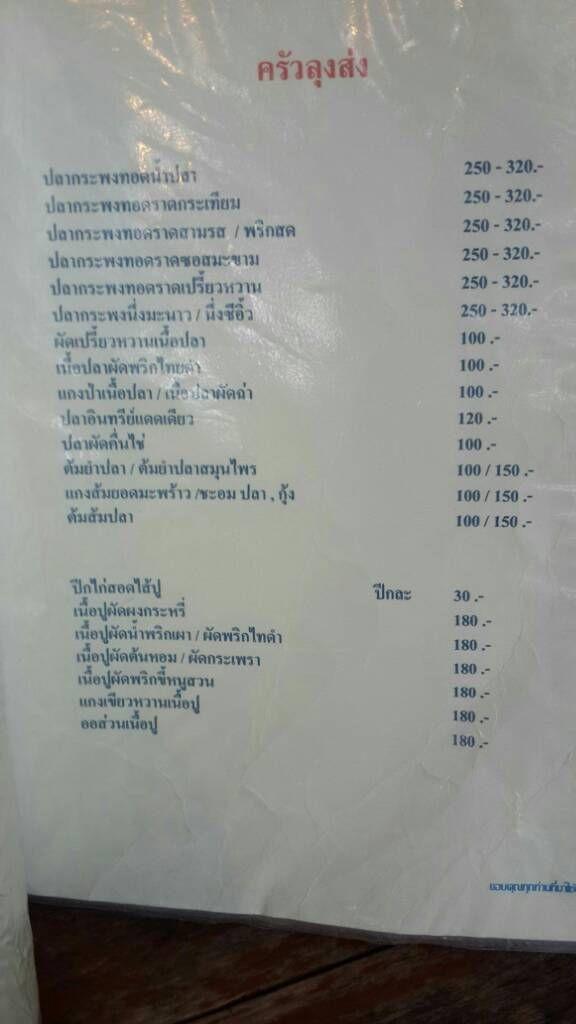 ครัวลุงส่ง
ปลากระพงทอดน้ำปลา 250 - 320.-
ปลากระพงทอดราดกระเทียม 250 - 320.-
ปลากระพงทอดราดสามรส / พริกสด 250 - 320.-
ปลากระพงทอดราดซอสมะขาม 250 - 320.-
ปลากระพงทอดราดเปรี้ยวหวาน 250 - 320.-
ปลากระพงนึ่งมะนาว / นึ่งซีอิ้ว 250 - 320.-
ผัดเปรี้ยวหวานเนื้อปลา 100 .-
เนื้อปลาผัดพริกไทยดำ 100 .-
แกงป่าเนื้อปลา / เนื้อปลาผัดฉ่า 100 .-
ปลาอินทรีย์แดดเดียว 120 .-
ปลาผัดคื่นไช่ 100 .-
ต้มยำปลา / ต้มยำปลาสมุนไพร 100 / 150 .-
แกงส้มยอดมะพร้าว /ชะอม ปลา , กุ้ง 100 / 150 .-
ต้มส้มปลา 100 / 150 .-
ปีกไก่สอดไส้ปู ปีกละ 30 .-
เนื้อปูผัดผงกระหรี่ 180 .-
เนื้อปูผัดน้ำพริกเผา / ผัดพริกไทดำ 180 .-
เนื้อปูผัดต้นหอม / ผัดกระเพรา 180 .-
เนื้อปูผัดพริกขี้หนูสวน 180 .-
แกงเขียวหวานเนื้อปู 180 .-
ออส่วนเนื้อปู 180 .-
ขอบคุณทุกท่านที่มาใช้